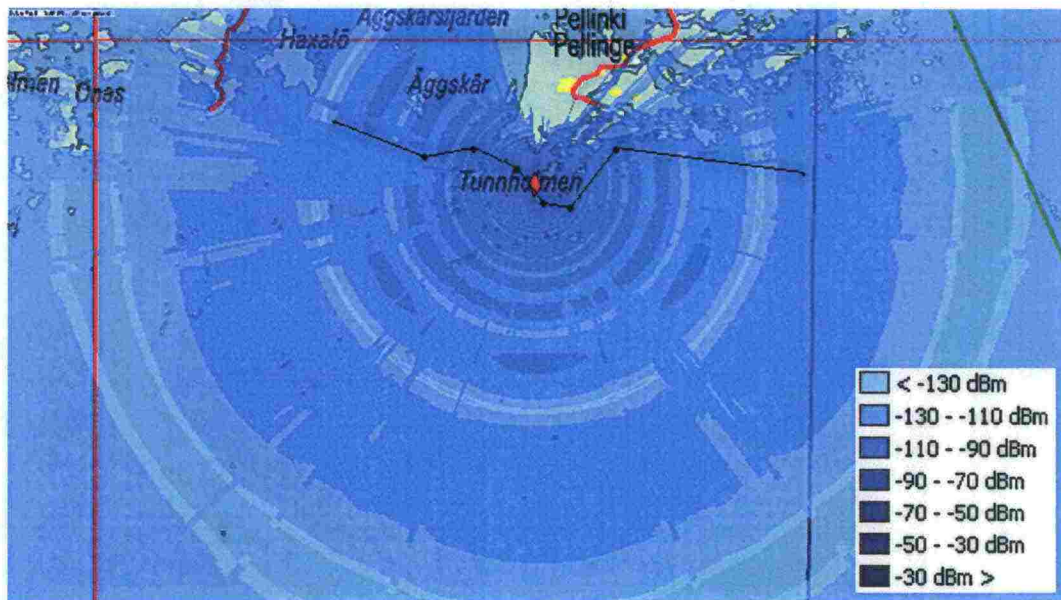 Äggskärsfjärden
Pellinki
Haxalö
Pellinge
Äggskär
Onas
Tunnholmen
< -130 dBm
-130 - -110 dBm
-110 - -90 dBm
-90 - -70 dBm
-70 - -50 dBm
-50 - -30 dBm
-30 dBm >